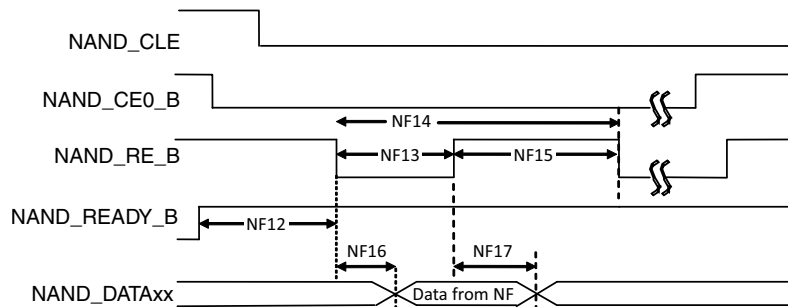 NAND_CLE
NAND_CE0_B
NF14
NAND_RE_B
NF13
NF15
NAND_READY_B
NF12
NF16
NF17
NAND_DATAxx
Data from NF